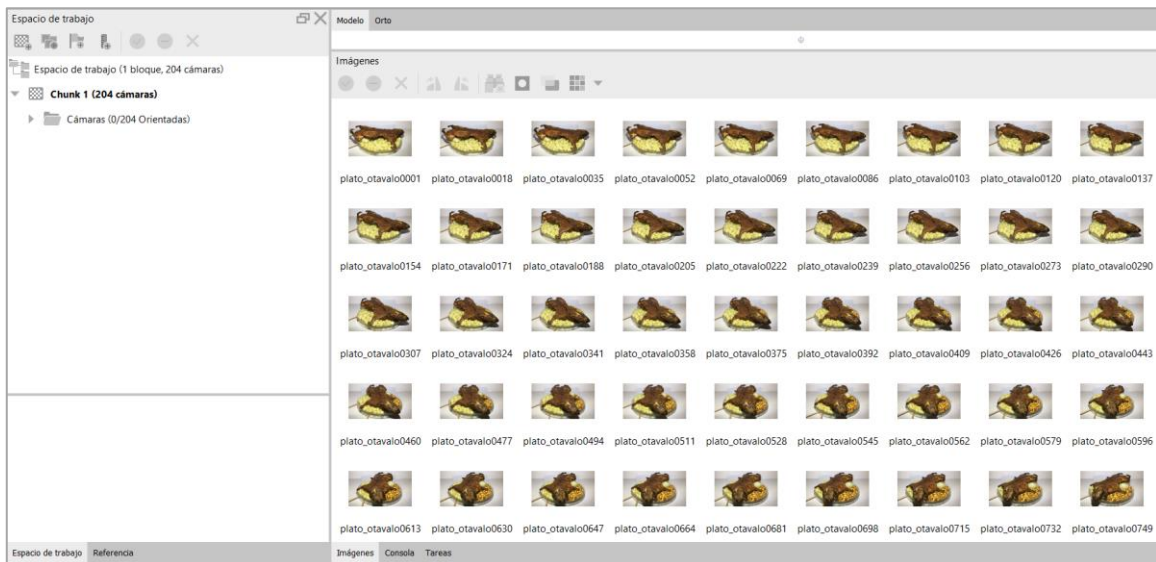 Espacio de trabajo
Espacio de trabajo (1 bloque, 204 cámaras)
Chunk 1 (204 cámaras)
Cámaras (0/204 Orientadas)
Espacio de trabajo Referencia
Modelo Orto
Imágenes
plato_otavalo0001 plato_otavalo0018 plato_otavalo0035 plato_otavalo0052 plato_otavalo0069 plato_otavalo0086 plato_otavalo0103 plato_otavalo0120 plato_otavalo0137
plato_otavalo0154 plato_otavalo0171 plato_otavalo0188 plato_otavalo0205 plato_otavalo0222 plato_otavalo0239 plato_otavalo0256 plato_otavalo0273 plato_otavalo0290
plato_otavalo0307 plato_otavalo0324 plato_otavalo0341 plato_otavalo0358 plato_otavalo0375 plato_otavalo0392 plato_otavalo0409 plato_otavalo0426 plato_otavalo0443
plato_otavalo0460 plato_otavalo0477 plato_otavalo0494 plato_otavalo0511 plato_otavalo0528 plato_otavalo0545 plato_otavalo0562 plato_otavalo0579 plato_otavalo0596
plato_otavalo0613 plato_otavalo0630 plato_otavalo0647 plato_otavalo0664 plato_otavalo0681 plato_otavalo0698 plato_otavalo0715 plato_otavalo0732 plato_otavalo0749
Imágenes Consola Tareas